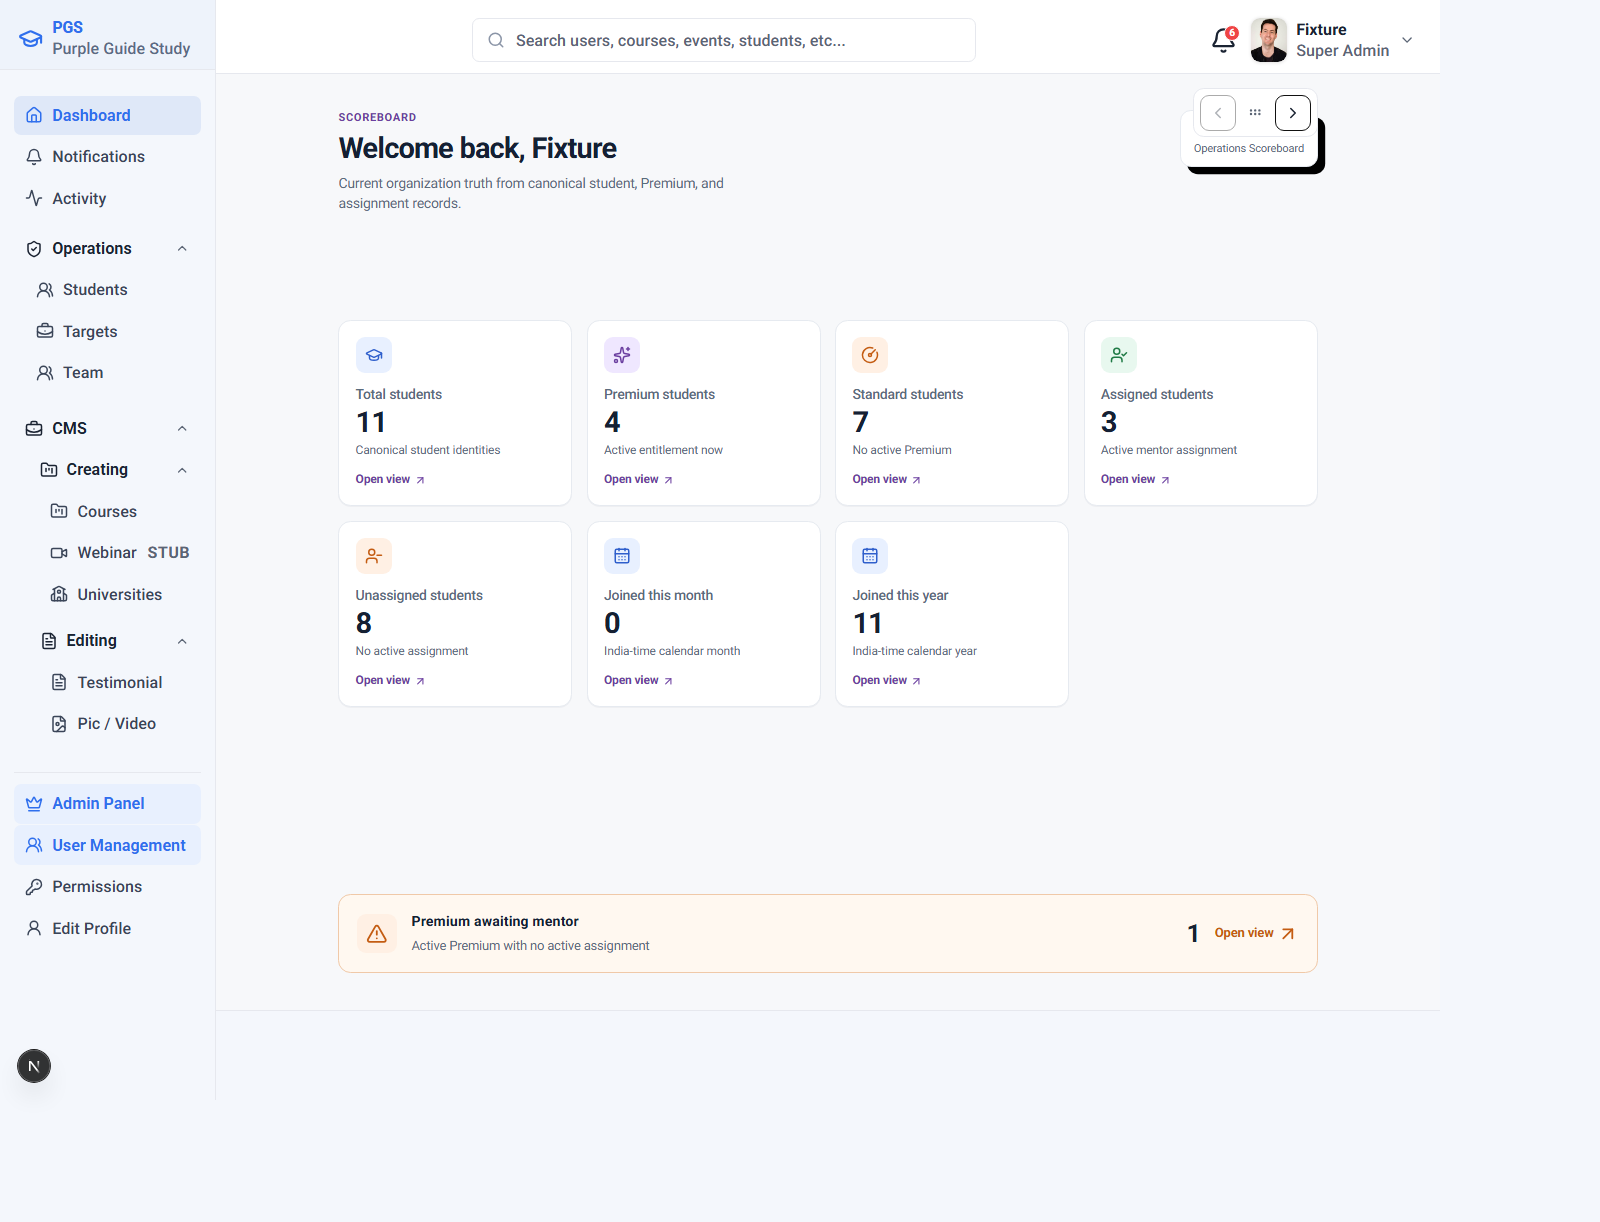 PGS
Purple Guide Study
Search users, courses, events, students, etc...
6
Fixture
Super Admin
Dashboard
Notifications
Activity
Operations
Students
Targets
Team
CMS
Creating
Courses
Webinar STUB
Universities
Editing
Testimonial
Pic / Video
Admin Panel
User Management
Permissions
Edit Profile
N
SCOREBOARD
Welcome back, Fixture
Current organization truth from canonical student, Premium, and
assignment records.
Operations Scoreboard
Total students
11
Canonical student identities
Open view
Premium students
4
Active entitlement now
Open view
Standard students
7
No active Premium
Open view
Assigned students
3
Active mentor assignment
Open view
Unassigned students
8
No active assignment
Open view
Joined this month
0
India-time calendar month
Open view
Joined this year
11
India-time calendar year
Open view
Premium awaiting mentor
Active Premium with no active assignment
1
Open view